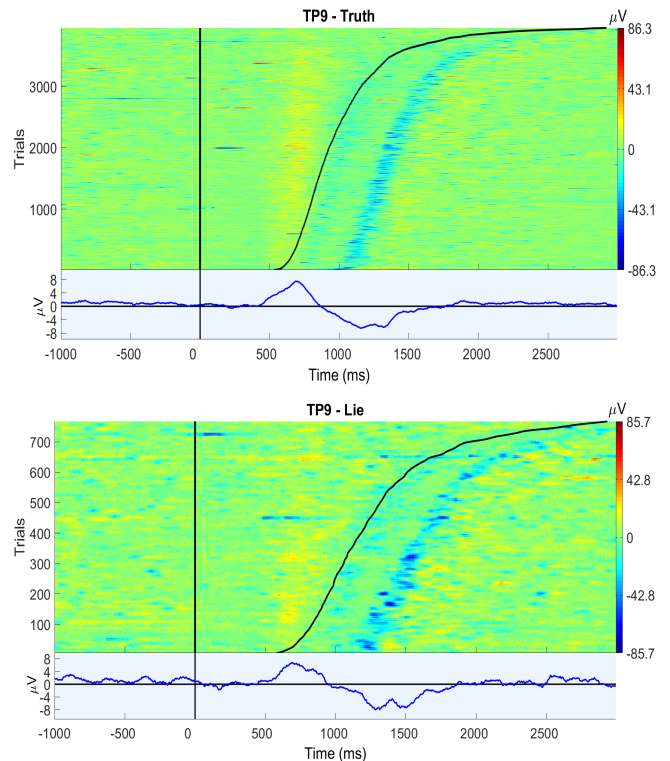 TP9 - Truth
μV
86.3
43.1
0
-43.1
-86.3
Trials
3000
2000
1000
μV
8
4
0
-4
-8
-1000 -500 0 500 1000 1500 2000 2500
Time (ms)
TP9 - Lie
μV
85.7
42.8
0
-42.8
-85.7
Trials
700
600
500
400
300
200
100
μV
8
4
0
-4
-8
-1000 -500 0 500 1000 1500 2000 2500
Time (ms)